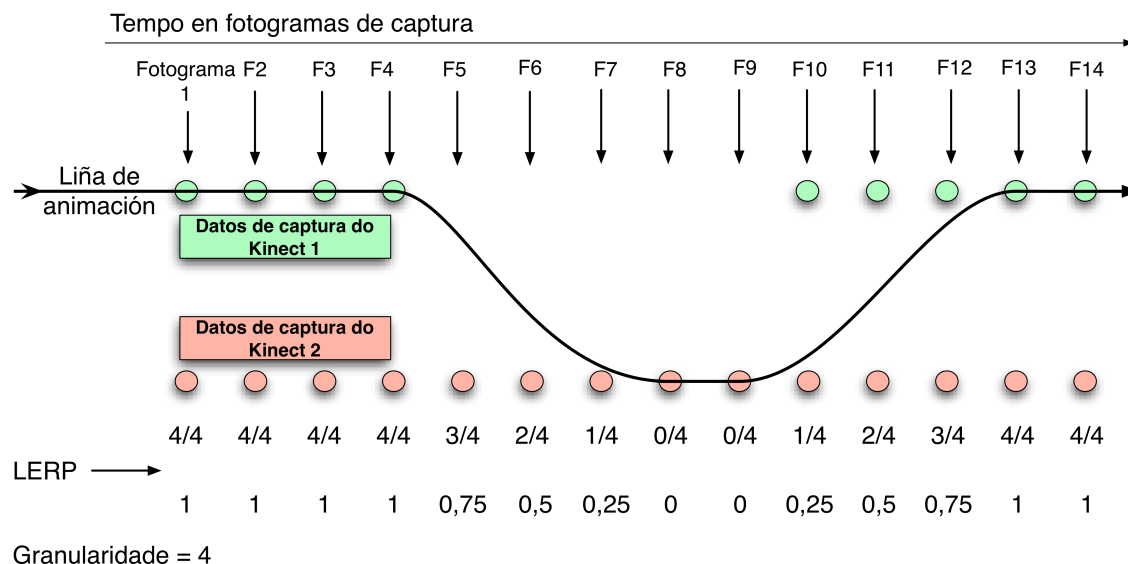 Tempo en fotogramas de captura
Fotograma 1 F2 F3 F4 F5 F6 F7 F8 F9 F10 F11 F12 F13 F14
Liña de
animación
Datos de captura do
Kinect 1
Datos de captura do
Kinect 2
4/4 4/4 4/4 4/4 3/4 2/4 1/4 0/4 0/4 1/4 2/4 3/4 4/4 4/4
LERP
1 1 1 1 0,75 0,5 0,25 0 0 0,25 0,5 0,75 1 1
Granularidade = 4